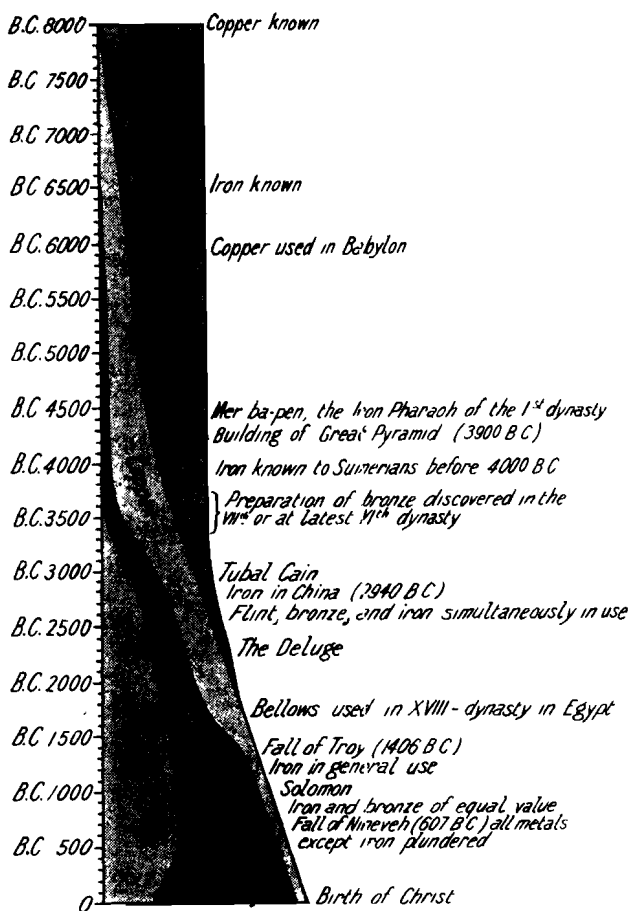 B.C. 8000 Copper known
B.C 7500
B.C 7000
B C 6500 Iron known
B C. 6000 Copper used in Babylon
B.C. 5500
B.C. 5000
B.C 4500 Mer ba-pen, the Iron Pharaoh of the 1st dynasty
Building of Great Pyramid (3900 B C)
B.C. 4000 Iron known to Sumerians before 4000 BC
Preparation of bronze discovered in the
B.C. 3500 or at latest VIth dynasty
B.C 3000 Tubal Cain
Iron in China (2940 B C)
Flint, bronze, and iron simultaneously in use
B.C. 2500
The Deluge
B.C. 2000
Bellows used in XVIII - dynasty in Egypt
B.C 1500
Fall of Troy (1406 B C)
Iron in general use
Solomon
B.C. 1000
Iron and bronze of equal value
Fall of Nineveh (607 B C) all metals
B.C 500 except iron plundered
0 Birth of Christ